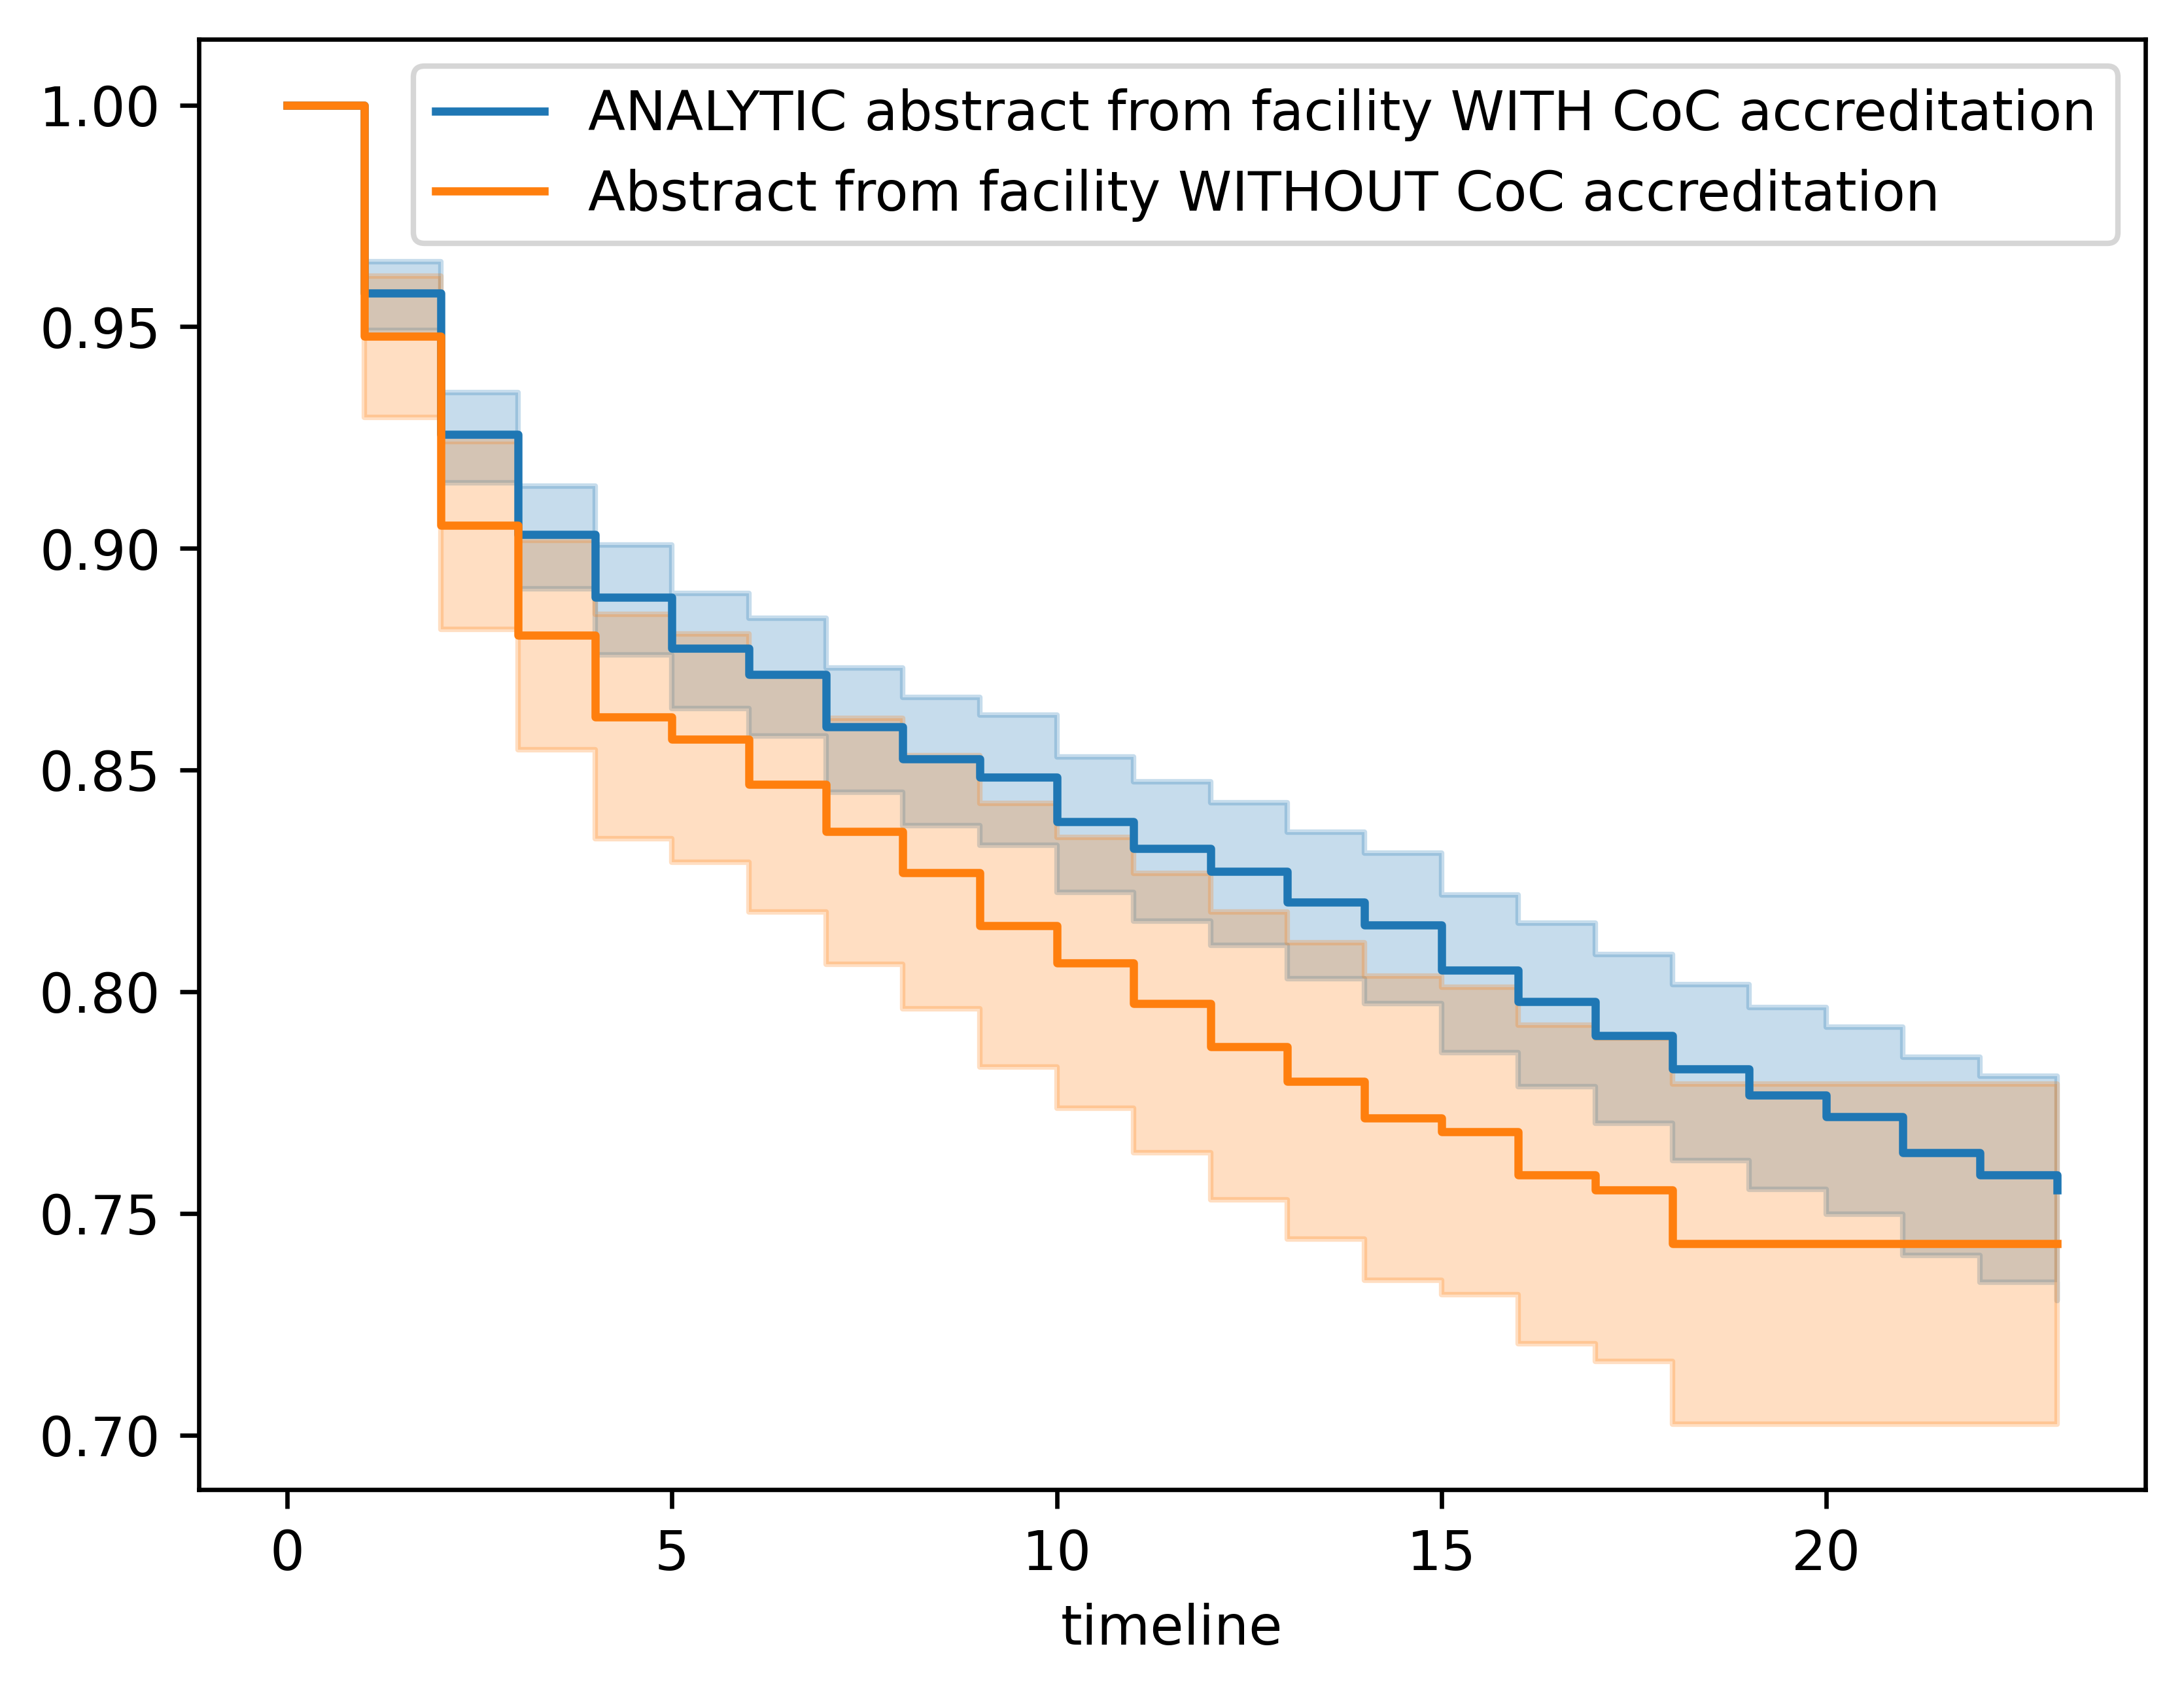 ANALYTIC abstract from facility WITH CoC accreditation
Abstract from facility WITHOUT CoC accreditation
1.00
0.95
0.90
0.85
0.80
0.75
0.70
0 5 10 15 20
timeline